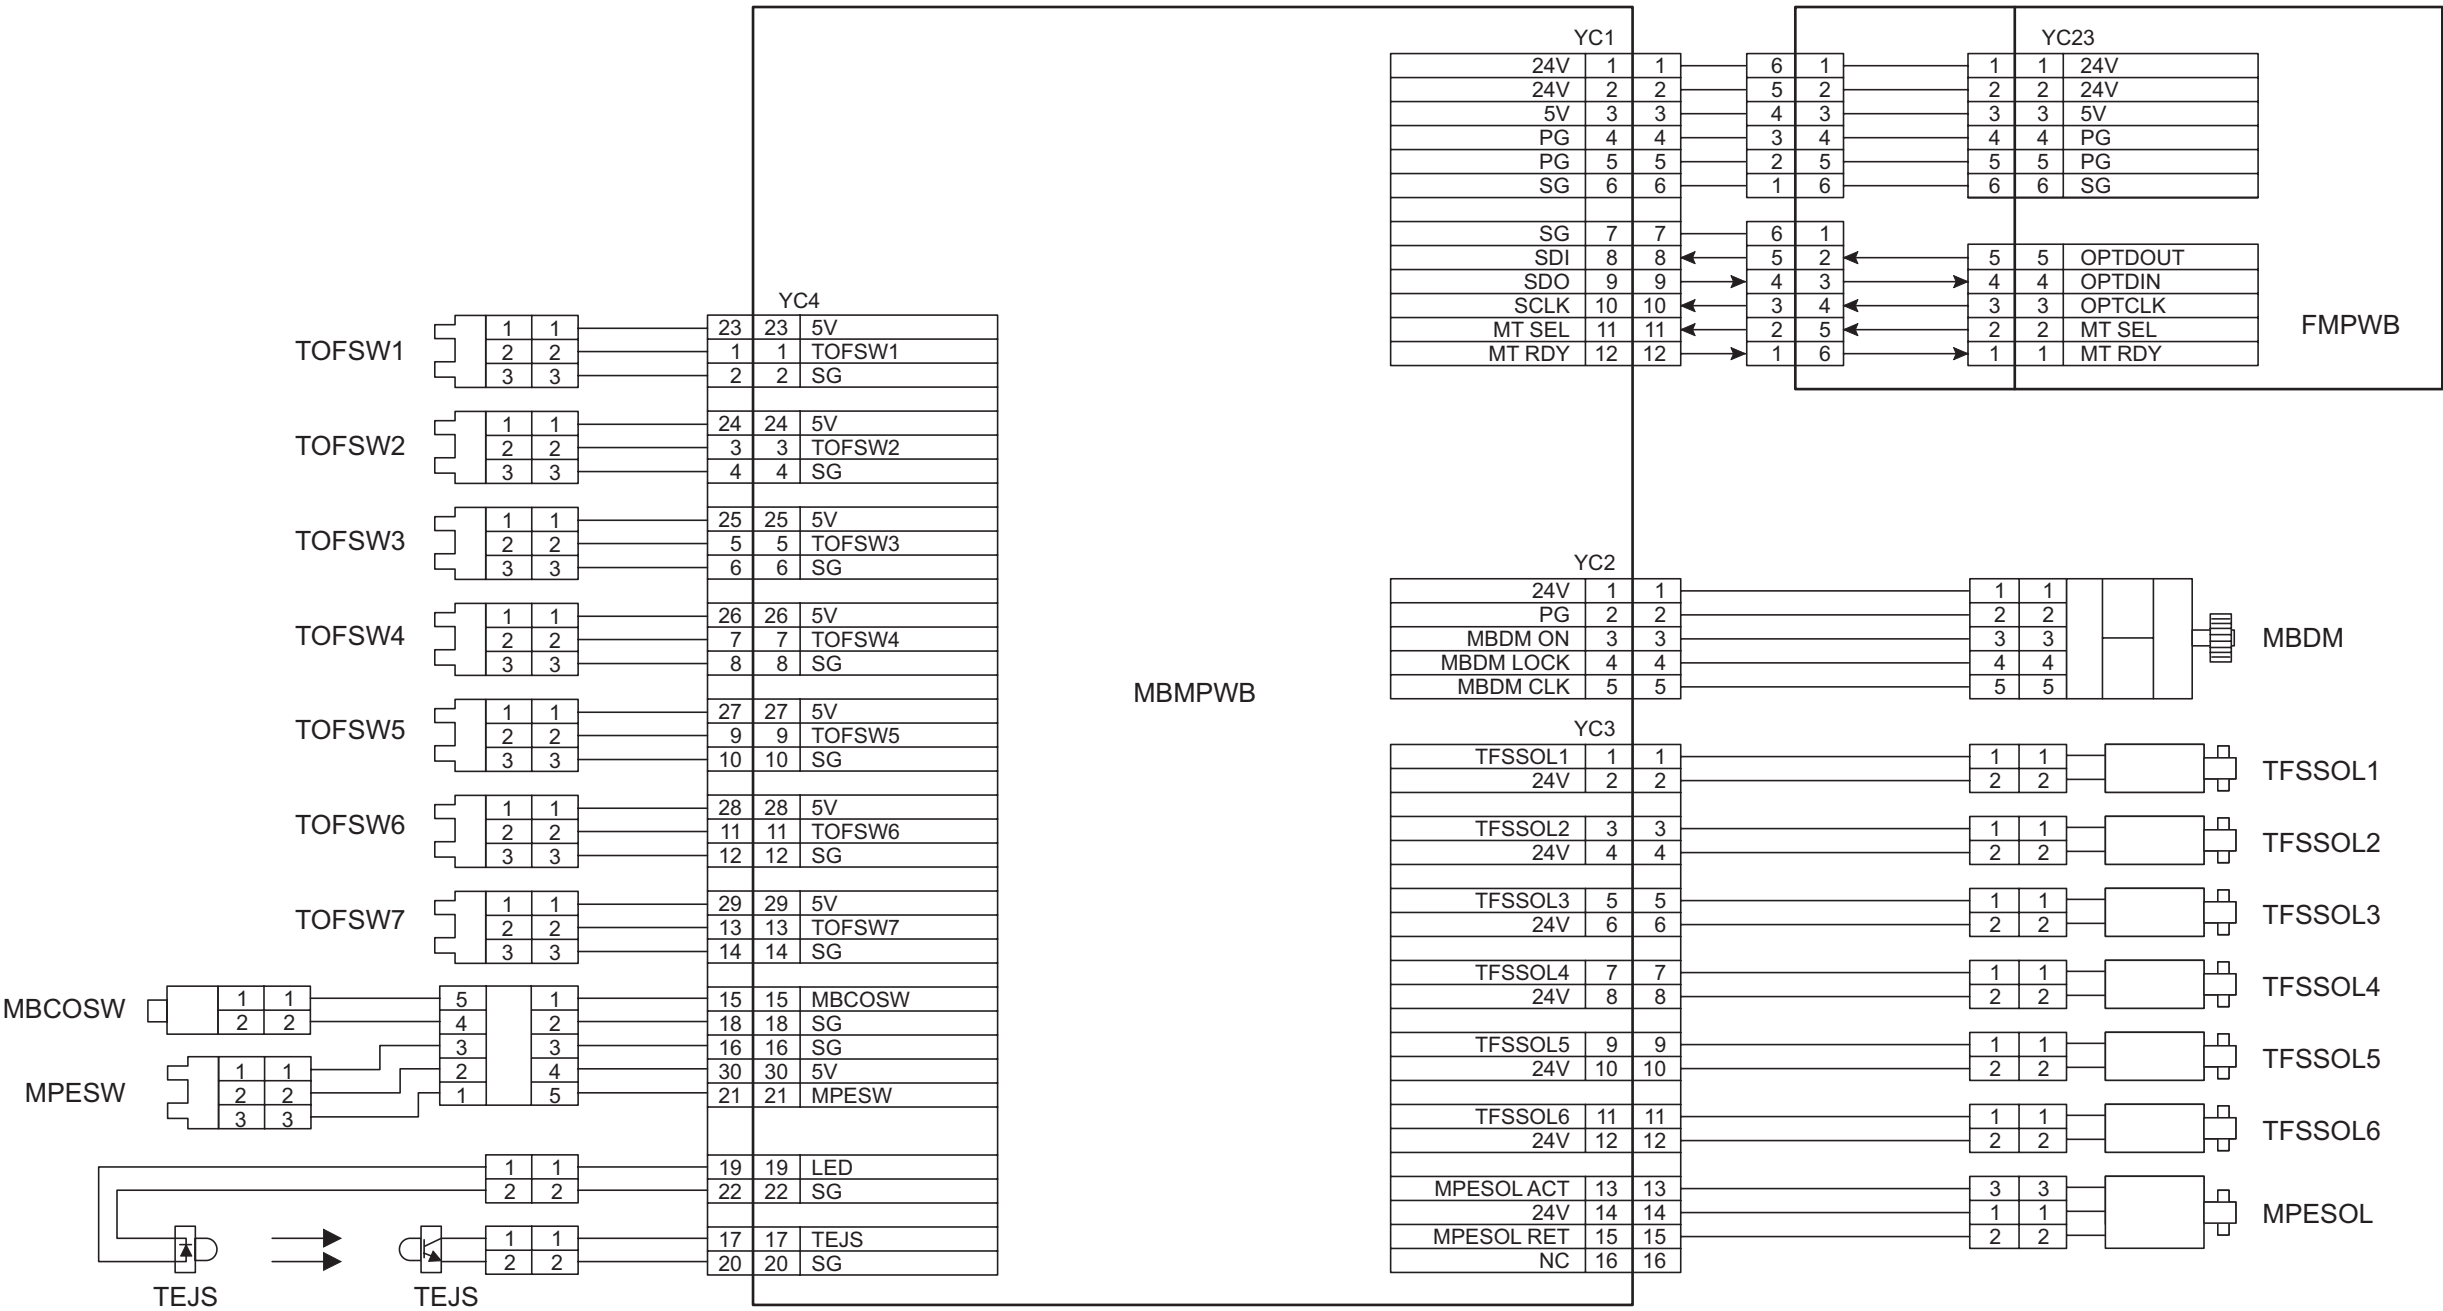 YC1
24V 1 1 6 1 1 1 24V
24V 2 2 5 2 2 2 24V
5V 3 3 4 3 3 3 5V
PG 4 4 3 4 4 4 PG
PG 5 5 2 5 5 5 PG
SG 6 6 1 6 6 6 SG
SG 7 7 6 1
SDI 8 8 5 2 5 5 OPTDOUT
SDO 9 9 4 3 4 4 OPTDIN
SCLK 10 10 3 4 3 3 OPTCLK
MT SEL 11 11 2 5 2 2 MT SEL
MT RDY 12 12 1 6 1 1 MT RDY
YC23
FMPWB
YC4
TOFSW1
1 1 23 23 5V
2 2 1 1 TOFSW1
3 3 2 2 SG
TOFSW2
1 1 24 24 5V
2 2 3 3 TOFSW2
3 3 4 4 SG
TOFSW3
1 1 25 25 5V
2 2 5 5 TOFSW3
3 3 6 6 SG
TOFSW4
1 1 26 26 5V
2 2 7 7 TOFSW4
3 3 8 8 SG
TOFSW5
1 1 27 27 5V
2 2 9 9 TOFSW5
3 3 10 10 SG
TOFSW6
1 1 28 28 5V
2 2 11 11 TOFSW6
3 3 12 12 SG
TOFSW7
1 1 29 29 5V
2 2 13 13 TOFSW7
3 3 14 14 SG
MBCOSW
1 1 5 1 15 15 MBCOSW
2 2 4 2 18 18 SG
3 3 16 16 SG
MPESW
1 1 2 4 30 30 5V
2 2 1 5 21 21 MPESW
3 3
1 1 19 19 LED
2 2 22 22 SG
1 1 17 17 TEJS
2 2 20 20 SG
TEJS
TEJS
MBMPWB
YC2
24V 1 1 1 1
PG 2 2 2 2
MBDM ON 3 3 3 3
MBDM LOCK 4 4 4 4
MBDM CLK 5 5 5 5
MBDM
YC3
TFSSOL1 1 1 1 1
24V 2 2 2 2
TFSSOL1
TFSSOL2 3 3 1 1
24V 4 4 2 2
TFSSOL2
TFSSOL3 5 5 1 1
24V 6 6 2 2
TFSSOL3
TFSSOL4 7 7 1 1
24V 8 8 2 2
TFSSOL4
TFSSOL5 9 9 1 1
24V 10 10 2 2
TFSSOL5
TFSSOL6 11 11 1 1
24V 12 12 2 2
TFSSOL6
MPESOL ACT 13 13 3 3
24V 14 14 1 1
MPESOL RET 15 15 2 2
NC 16 16
MPESOL